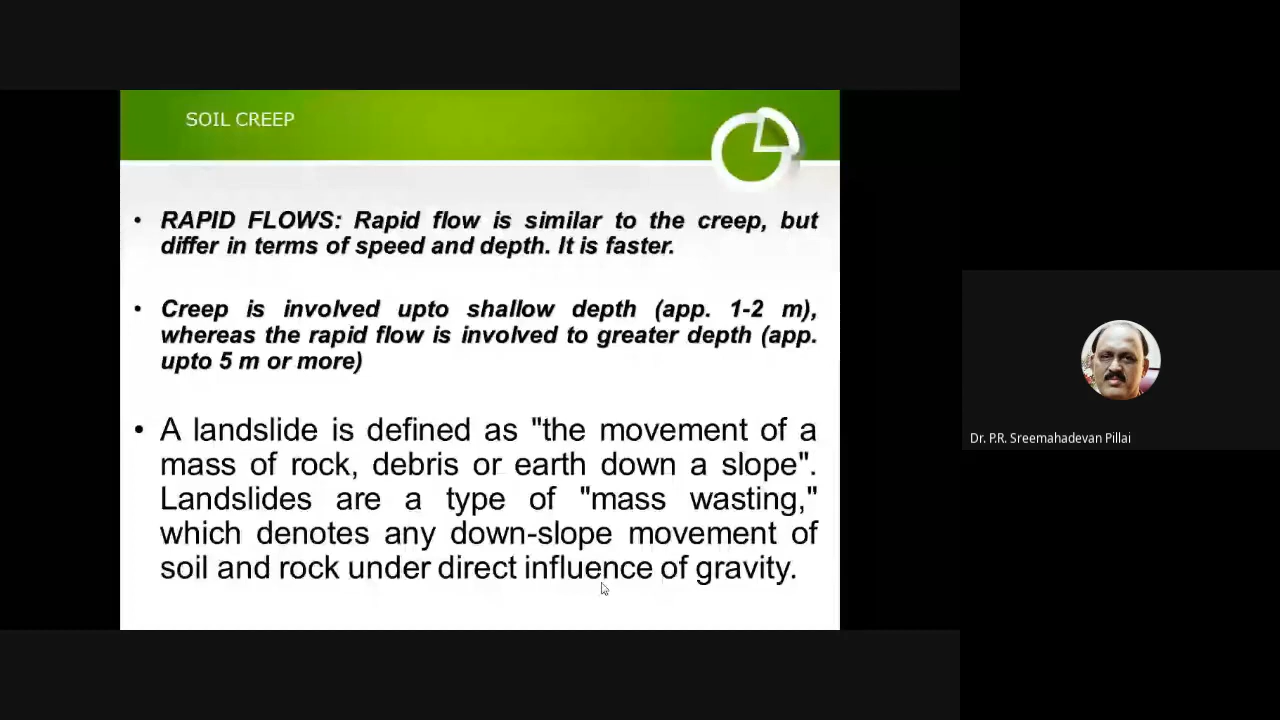 SOIL CREEP
• RAPID FLOWS: Rapid flow is similar to the creep, but
differ in terms of speed and depth. It is faster.
• Creep is involved upto shallow depth (app. 1-2 m),
whereas the rapid flow is involved to greater depth (app.
upto 5 m or more)
• A landslide is defined as "the movement of a
mass of rock, debris or earth down a slope".
Landslides are a type of "mass wasting,"
which denotes any down-slope movement of
soil and rock under direct influence of gravity.
Dr. P.R. Sreemahadevan Pillai